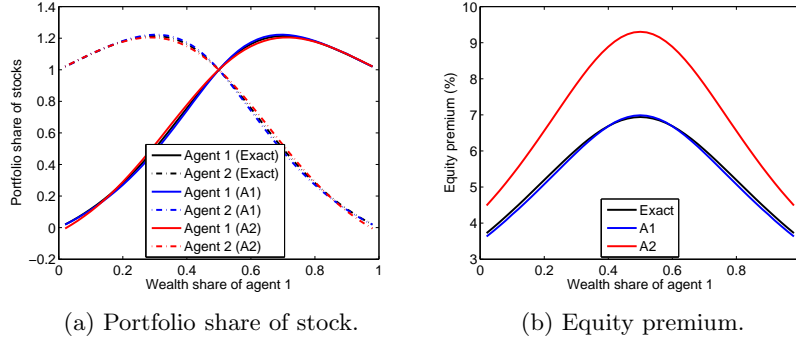 1.4
1.2
1
0.8
0.6
0.4
0.2
0
−0.2
Portfolio share of stocks
Agent 1 (Exact)
Agent 2 (Exact)
Agent 1 (A1)
Agent 2 (A1)
Agent 1 (A2)
Agent 2 (A2)
0 0.2 0.4 0.6 0.8 1
Wealth share of agent 1
(a) Portfolio share of stock.
10
9
8
7
6
5
4
3
Equity premium (%)
Exact
A1
A2
0 0.2 0.4 0.6 0.8
Wealth share of agent 1
(b) Equity premium.